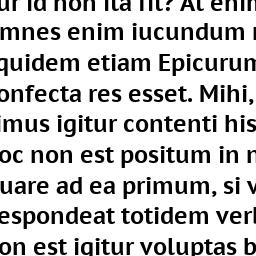 ur id non ita fit? At enim
mnes enim iucundum
quidem etiam Epicurum
onfecta res esset. Mihi,
imus igitur contenti his
oc non est positum in n
uare ad ea primum, si v
espondeat totidem verb
on est igitur voluptas b